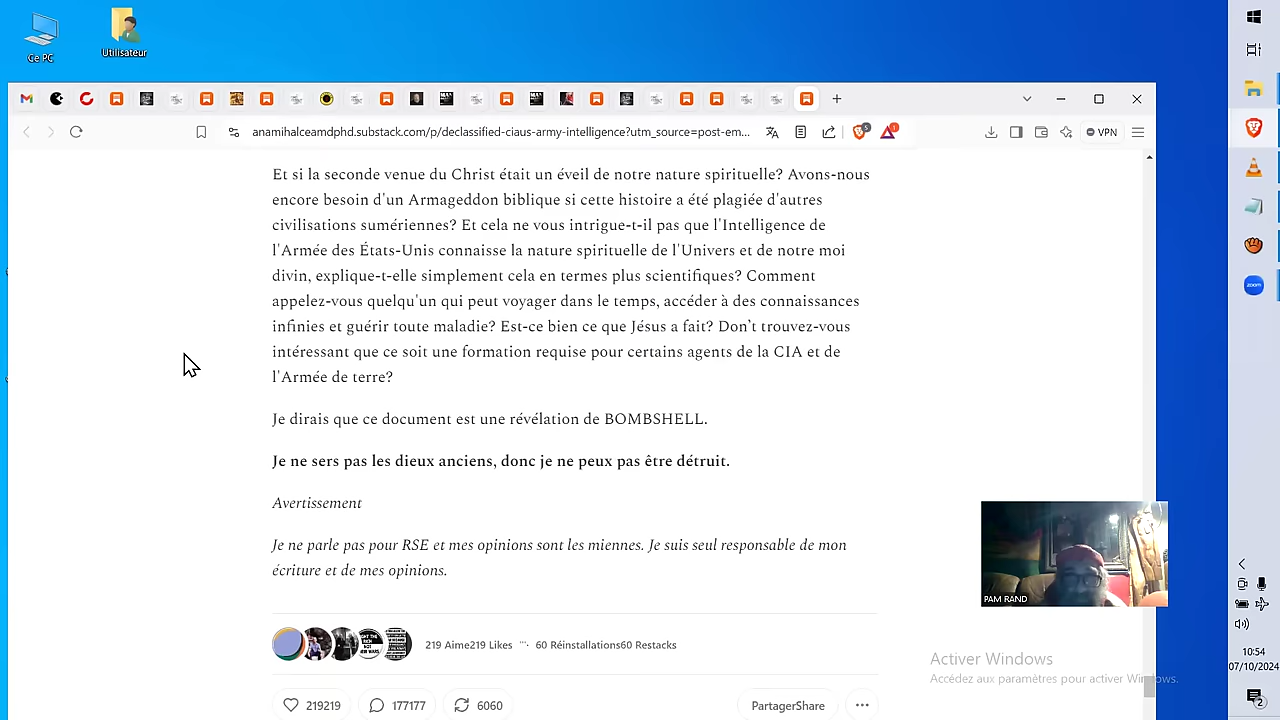 Ce PC
Utilisateur
anamihalceamdphd.substack.com/p/declassified-ciaus-army-intelligence?utm_source=post-em...
VPN
Et si la seconde venue du Christ était un éveil de notre nature spirituelle? Avons-nous
encore besoin d'un Armageddon biblique si cette histoire a été plagiée d'autres
civilisations sumériennes? Et cela ne vous intrigue-t-il pas que l'Intelligence de
l'Armée des États-Unis connaisse la nature spirituelle de l'Univers et de notre moi
divin, explique-t-elle simplement cela en termes plus scientifiques? Comment
appelez-vous quelqu'un qui peut voyager dans le temps, accéder à des connaissances
infinies et guérir toute maladie? Est-ce bien ce que Jésus a fait? Don`t trouvez-vous
intéressant que ce soit une formation requise pour certains agents de la CIA et de
l'Armée de terre?
Je dirais que ce document est une révélation de BOMBSHELL.
Je ne sers pas les dieux anciens, donc je ne peux pas être détruit.
Avertissement
Je ne parle pas pour RSE et mes opinions sont les miennes. Je suis seul responsable de mon
écriture et de mes opinions.
219 Aime219 Likes
60 Réinstallations60 Restacks
219219
177177
6060
PartagerShare
PAM RAND
Activer Windows
Accédez aux paramètres pour activer Windows.
zoom
10:54
07/10/2024
2